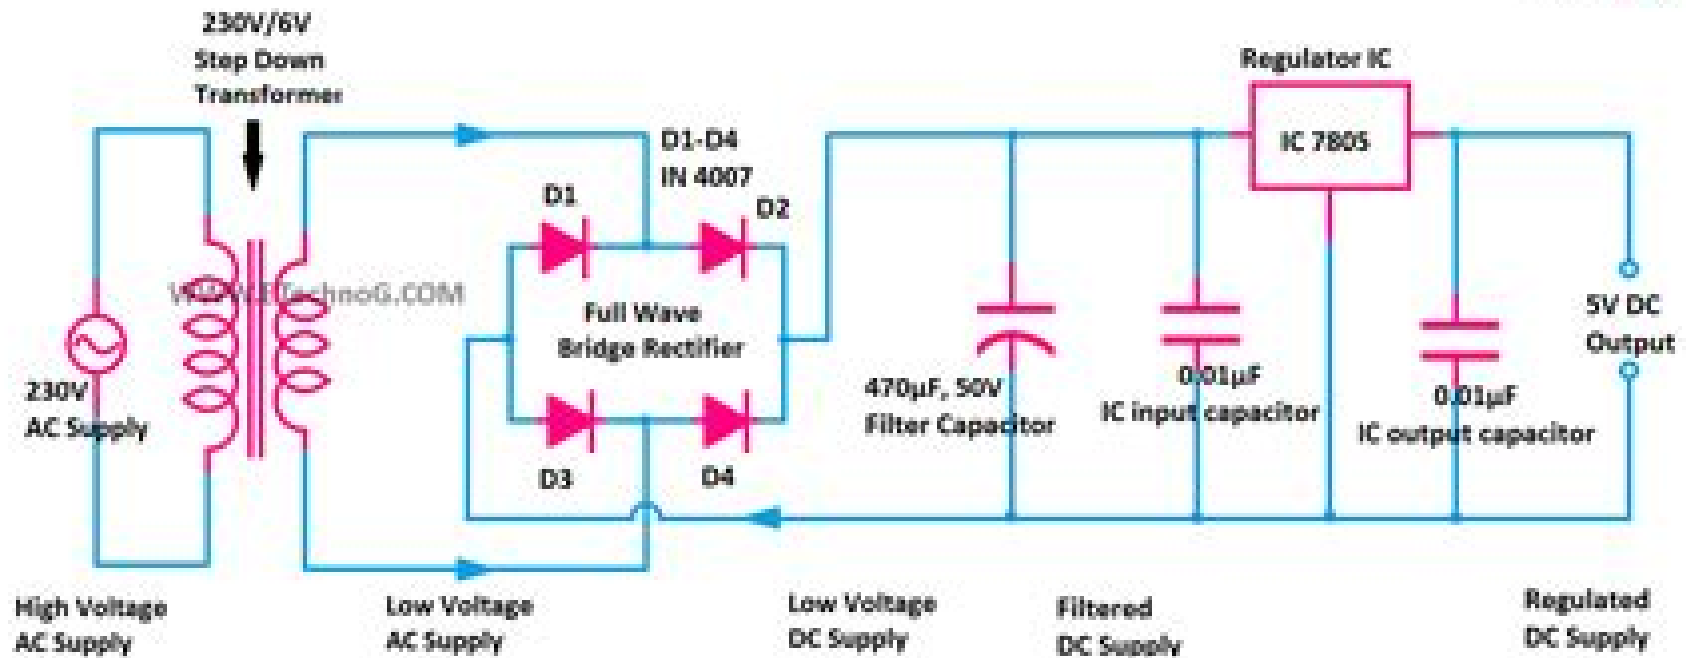 230V/6V
Step Down
Transformer
Regulator IC
IC 7805
D1-D4
IN 4007
D1
D2
WWW.ETechnoG.COM
Full Wave
Bridge Rectifier
5V DC
Output
230V
AC Supply
470µF, 50V
Filter Capacitor
0.01µF
IC input capacitor
0.01µF
IC output capacitor
D3
D4
High Voltage
AC Supply
Low Voltage
AC Supply
Low Voltage
DC Supply
Filtered
DC Supply
Regulated
DC Supply